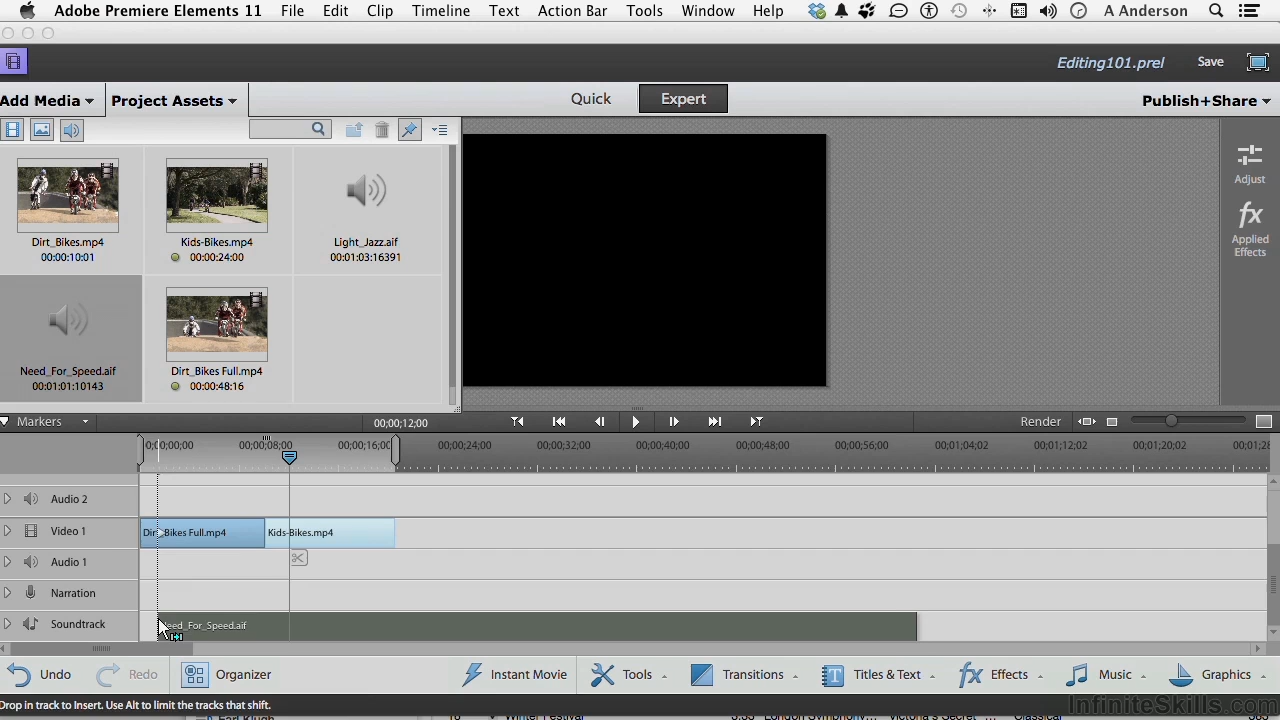 Adobe Premiere Elements 11 File Edit Clip Timeline Text Action Bar Tools Window Help A Anderson
Editing101.prel Save
Add Media Project Assets Quick Expert Publish+Share
Adjust
fx
Applied
Effects
Dirt_Bikes.mp4 Kids-Bikes.mp4 Light_Jazz.aif
00:00:10:01 00:00:24:00 00:01:03:16391
Need_For_Speed.aif Dirt_Bikes Full.mp4
00:01:01:10143 00:00:48:16
Markers 00;00;12;00 Render
0;00;00;00 00;00;08;00 00;00;16;00 00;00;24;00 00;00;32;00 00;00;40;00 00;00;48;00 00;00;56;00 00;01;04;02 00;01;12;02 00;01;20;02 00;01;28
Audio 2
Video 1 Dirt_Bikes Full.mp4 Kids-Bikes.mp4
Audio 1
Narration
Soundtrack Need_For_Speed.aif
Undo Redo Organizer Instant Movie Tools Transitions T Titles & Text fx Effects Music Graphics
Drop in track to Insert. Use Alt to limit the tracks that shift.
InfiniteSkills.com